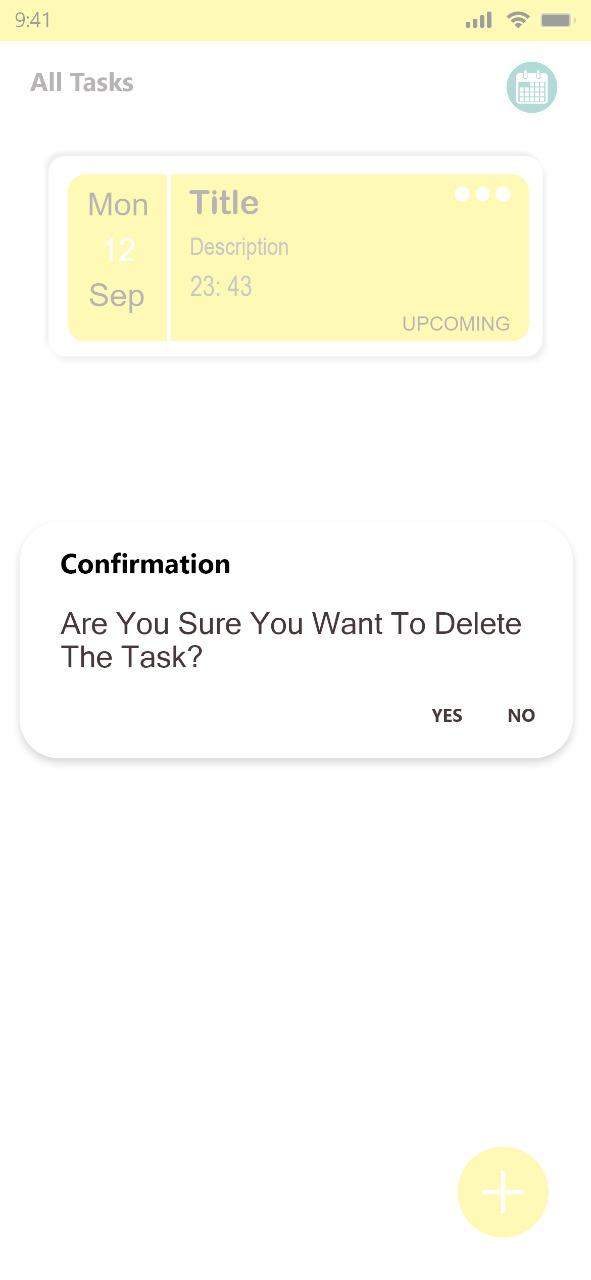 9:41
All Tasks
Mon
12
Sep
Title
Description
23: 43
UPCOMING
Confirmation
Are You Sure You Want To Delete
The Task?
YES NO